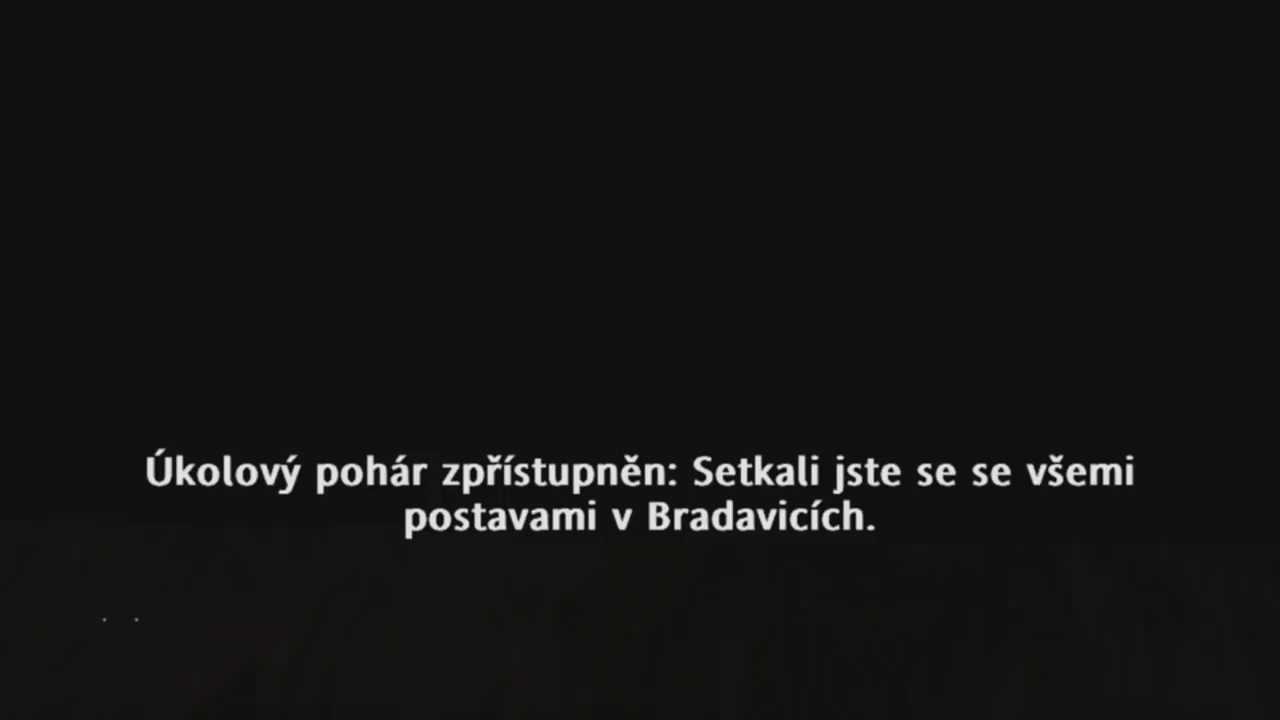 Úkolový pohár zpřístupněn: Setkali jste se se všemi
postavami v Bradavicích.